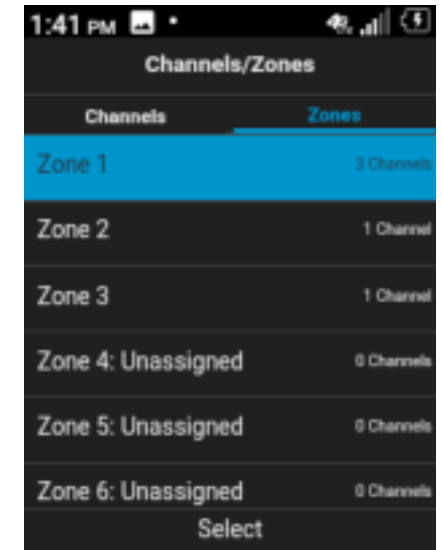 1:41 PM
Channels/Zones
Channels Zones
Zone 1 3 Channels
Zone 2 1 Channel
Zone 3 1 Channel
Zone 4: Unassigned 0 Channels
Zone 5: Unassigned 0 Channels
Zone 6: Unassigned 0 Channels
Select